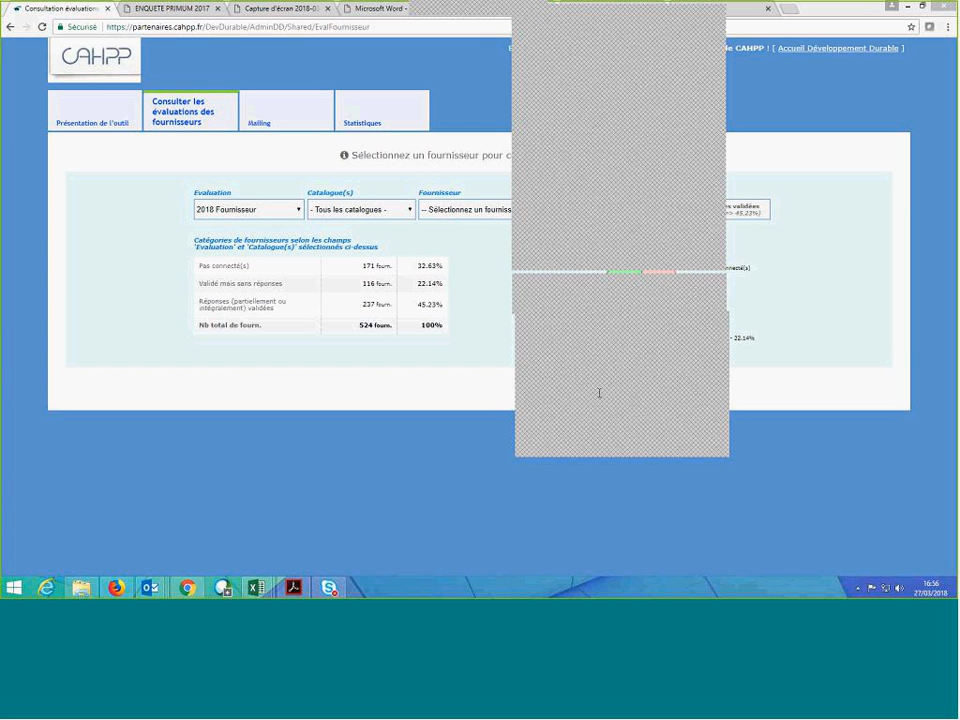 Consultation évaluations
ENQUETE PRIMUM 2017
Capture d'écran 2018-03
Microsoft Word -
Sécurisé
https://partenaires.cahpp.fr/DevDurable/AdminDD/Shared/EvalFournisseur
CAHPP
de CAHPP ! [ Accueil Développement Durable ]
Présentation de l'outil
Consulter les
évaluations des
fournisseurs
Mailing
Statistiques
Sélectionnez un fournisseur pour c
Evaluation
Catalogue(s)
Fournisseur
2018 Fournisseur
- Tous les catalogues -
-- Sélectionnez un fourniss
s validées
=> 45.23%)
Catégories de fournisseurs selon les champs
'Evaluation' et 'Catalogue(s)' sélectionnés ci-dessus
Pas connecté(s) 171 fourn. 32.63%
Validé mais sans réponses 116 fourn. 22.14%
Réponses (partiellement ou
intégralement) validées 237 fourn. 45.23%
Nb total de fourn. 524 fourn. 100%
nnecté(s)
- 22.14%
16:56
27/03/2018